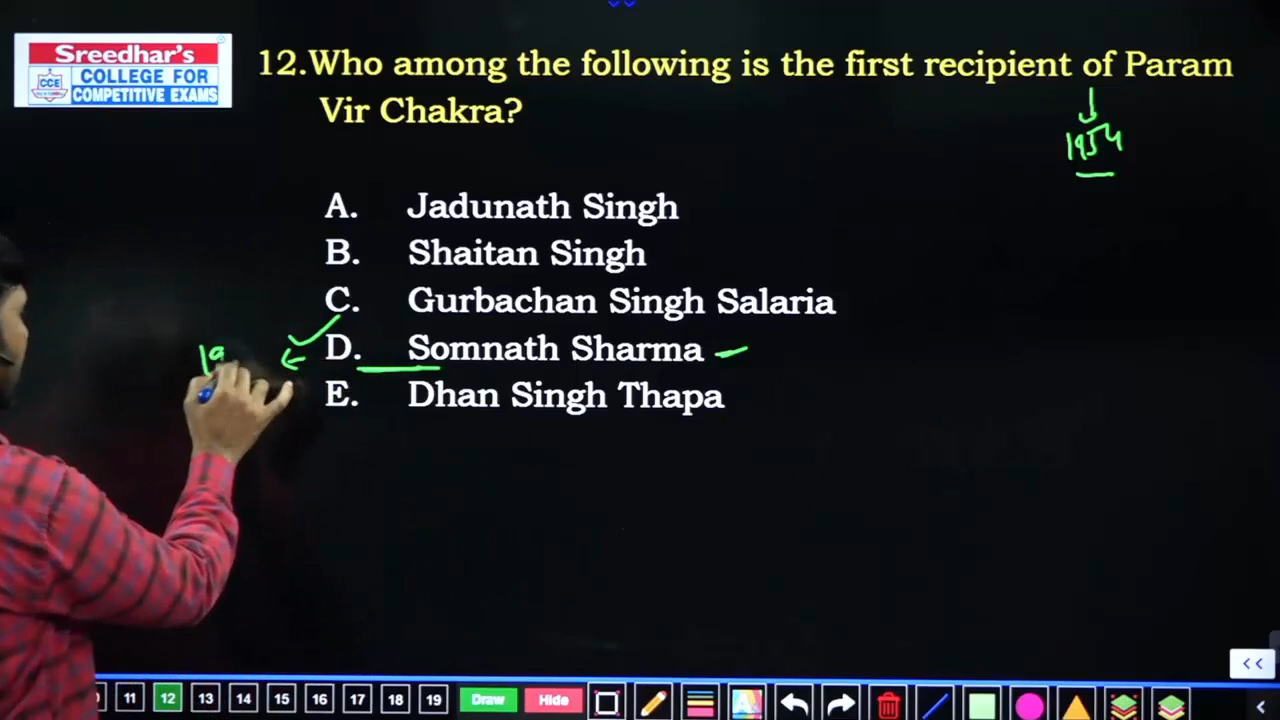 Sreedhar's
CCE
COLLEGE FOR
COMPETITIVE EXAMS
12.Who among the following is the first recipient of Param
Vir Chakra?
1954
A. Jadunath Singh
B. Shaitan Singh
C. Gurbachan Singh Salaria
D. Somnath Sharma
E. Dhan Singh Thapa
19
11 12 13 14 15 16 17 18 19 Draw Hide